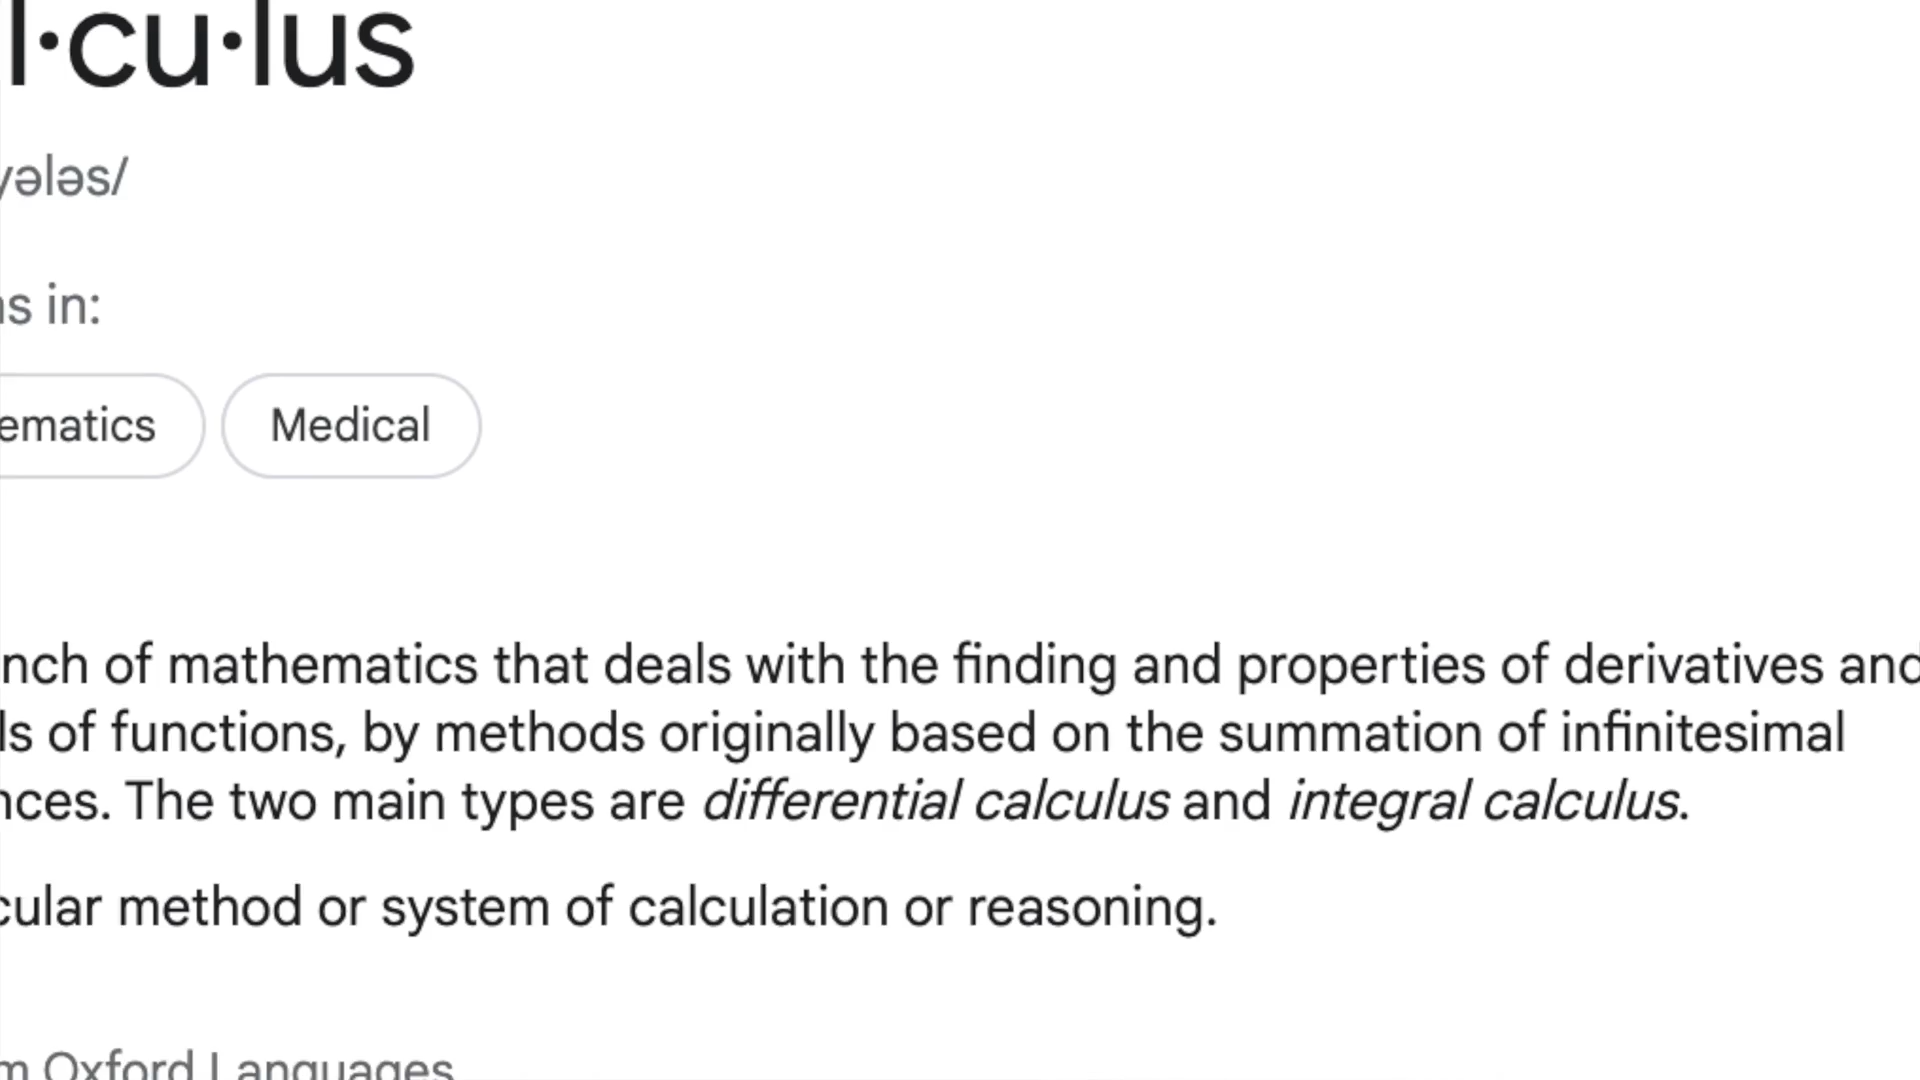 l·cu·lus
yələs/
ns in:
ematics
Medical
nch of mathematics that deals with the finding and properties of derivatives and
ls of functions, by methods originally based on the summation of infinitesimal
nces. The two main types are differential calculus and integral calculus.
cular method or system of calculation or reasoning.
m Oxford Languages